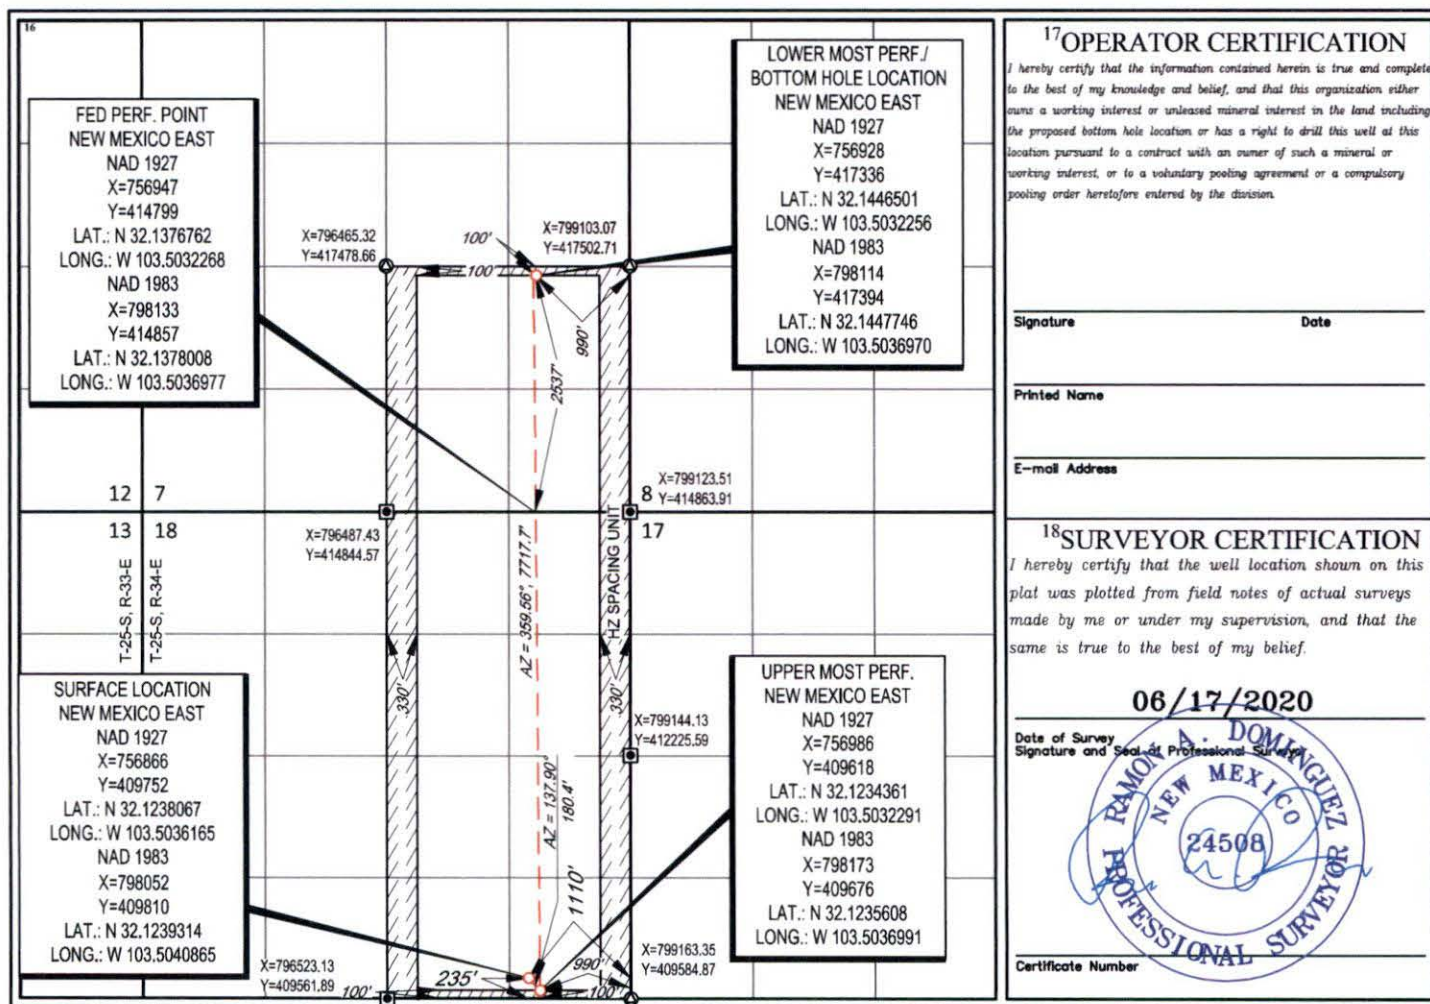 16
FED PERF. POINT
NEW MEXICO EAST
NAD 1927
X=756947
Y=414799
LAT.: N 32.1376762
LONG.: W 103.5032268
NAD 1983
X=798133
Y=414857
LAT.: N 32.1378008
LONG.: W 103.5036977
LOWER MOST PERF./
BOTTOM HOLE LOCATION
NEW MEXICO EAST
NAD 1927
X=756928
Y=417336
LAT.: N 32.1446501
LONG.: W 103.5032256
NAD 1983
X=798114
Y=417394
LAT.: N 32.1447746
LONG.: W 103.5036970
X=796465.32
Y=417478.66
100'
X=799103.07
Y=417502.71
100'
990'
2537'
12 7
13 18
T-25-S, R-33-E
T-25-S, R-34-E
X=796487.43
Y=414844.57
8
17
X=799123.51
Y=414863.91
AZ = 359.56°, 7717.7'
HZ SPACING UNIT
330'
330'
X=799144.13
Y=412225.59
SURFACE LOCATION
NEW MEXICO EAST
NAD 1927
X=756866
Y=409752
LAT.: N 32.1238067
LONG.: W 103.5036165
NAD 1983
X=798052
Y=409810
LAT.: N 32.1239314
LONG.: W 103.5040865
UPPER MOST PERF.
NEW MEXICO EAST
NAD 1927
X=756986
Y=409618
LAT.: N 32.1234361
LONG.: W 103.5032291
NAD 1983
X=798173
Y=409676
LAT.: N 32.1235608
LONG.: W 103.5036991
AZ = 137.90°
180.4'
1110'
X=796523.13
Y=409561.89
100'
235'
990'
100'
X=799163.35
Y=409584.87
17OPERATOR CERTIFICATION
I hereby certify that the information contained herein is true and complete
to the best of my knowledge and belief, and that this organization either
owns a working interest or unleased mineral interest in the land including
the proposed bottom hole location or has a right to drill this well at this
location pursuant to a contract with an owner of such a mineral or
working interest, or to a voluntary pooling agreement or a compulsory
pooling order heretofore entered by the division.
Signature Date
Printed Name
E-mail Address
18SURVEYOR CERTIFICATION
I hereby certify that the well location shown on this
plat was plotted from field notes of actual surveys
made by me or under my supervision, and that the
same is true to the best of my belief.
06/17/2020
Date of Survey
Signature and Seal of Professional Surveyor
RAMON A. DOMINGUEZ
NEW MEXICO
24508
PROFESSIONAL SURVEYOR
Certificate Number